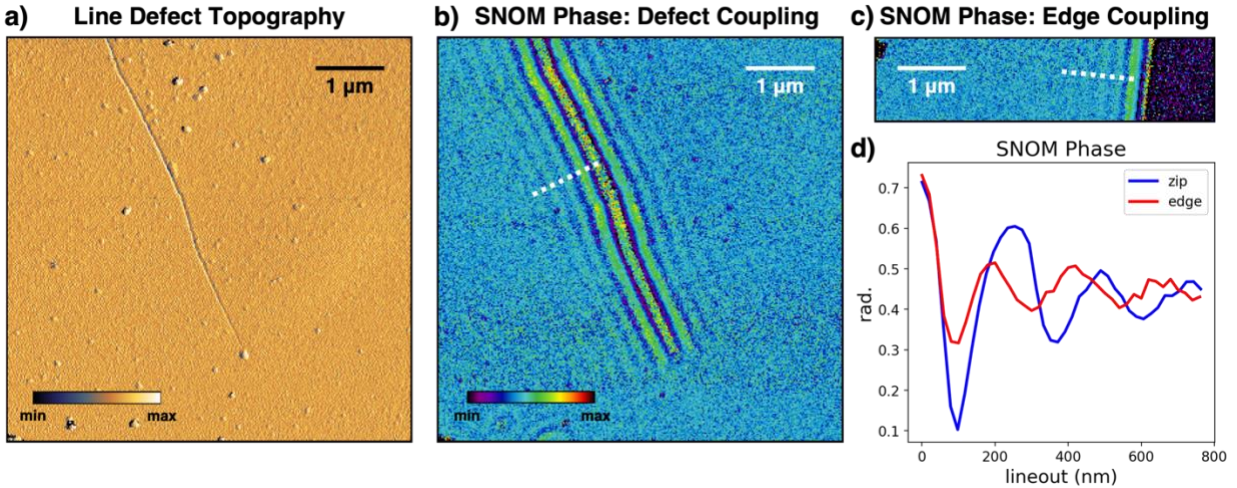 a) Line Defect Topography
1 µm
min
max
b) SNOM Phase: Defect Coupling
1 µm
min
max
c) SNOM Phase: Edge Coupling
1 µm
d)
SNOM Phase
zip
edge
0.7
0.6
0.5
0.4
0.3
0.2
0.1
rad.
0 200 400 600 800
lineout (nm)